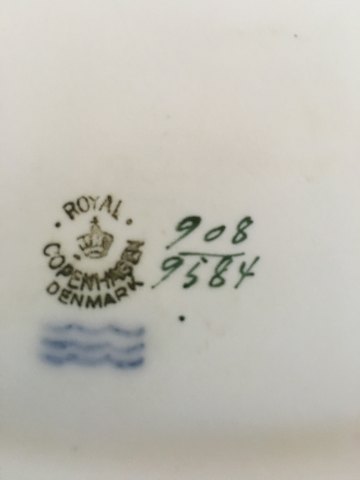 ROYAL
COPENHAGEN
DENMARK
908
9584